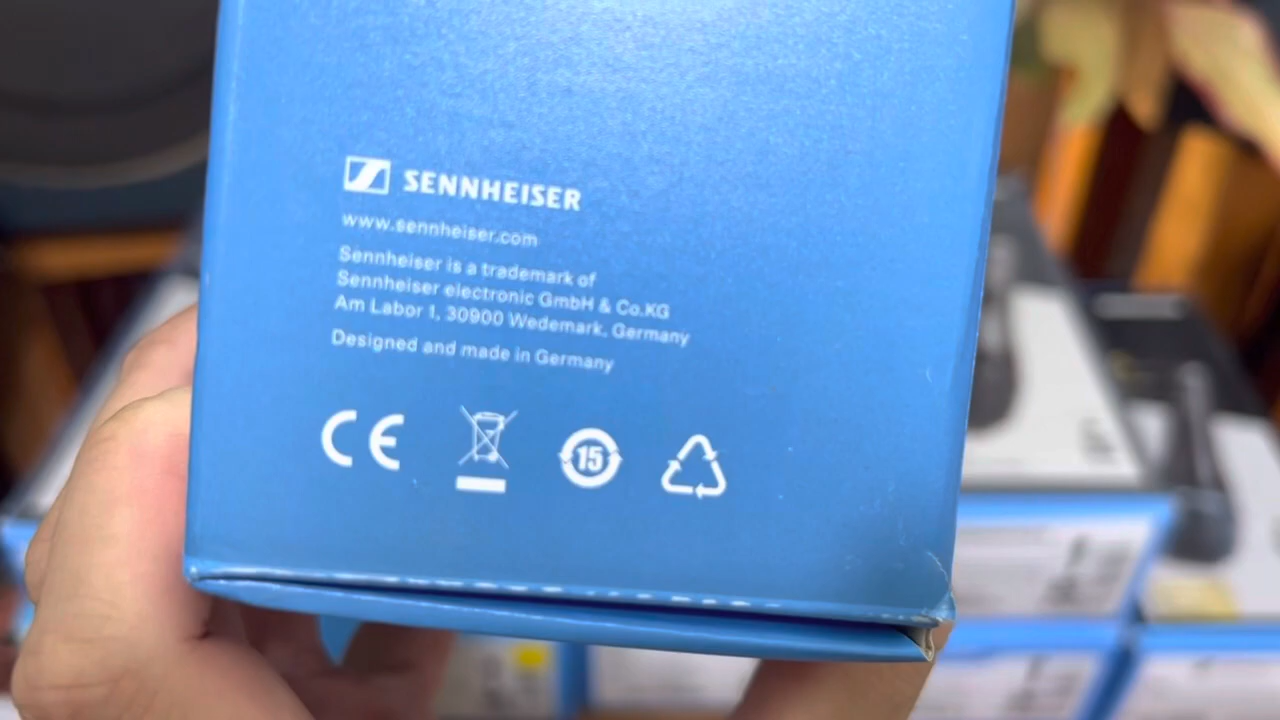 SENNHEISER
www.sennheiser.com
Sennheiser is a trademark of
Sennheiser electronic GmbH & Co.KG
Am Labor 1, 30900 Wedemark, Germany
Designed and made in Germany
CE
15